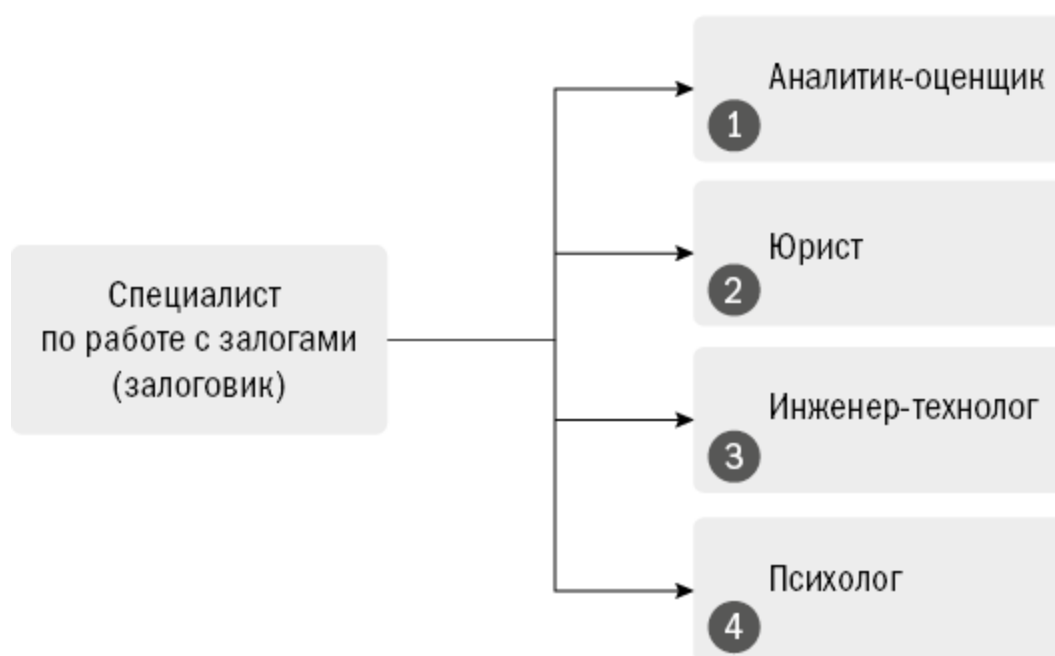 Специалист
по работе с залогами
(залоговик)
Аналитик-оценщик
1
Юрист
2
Инженер-технолог
3
Психолог
4